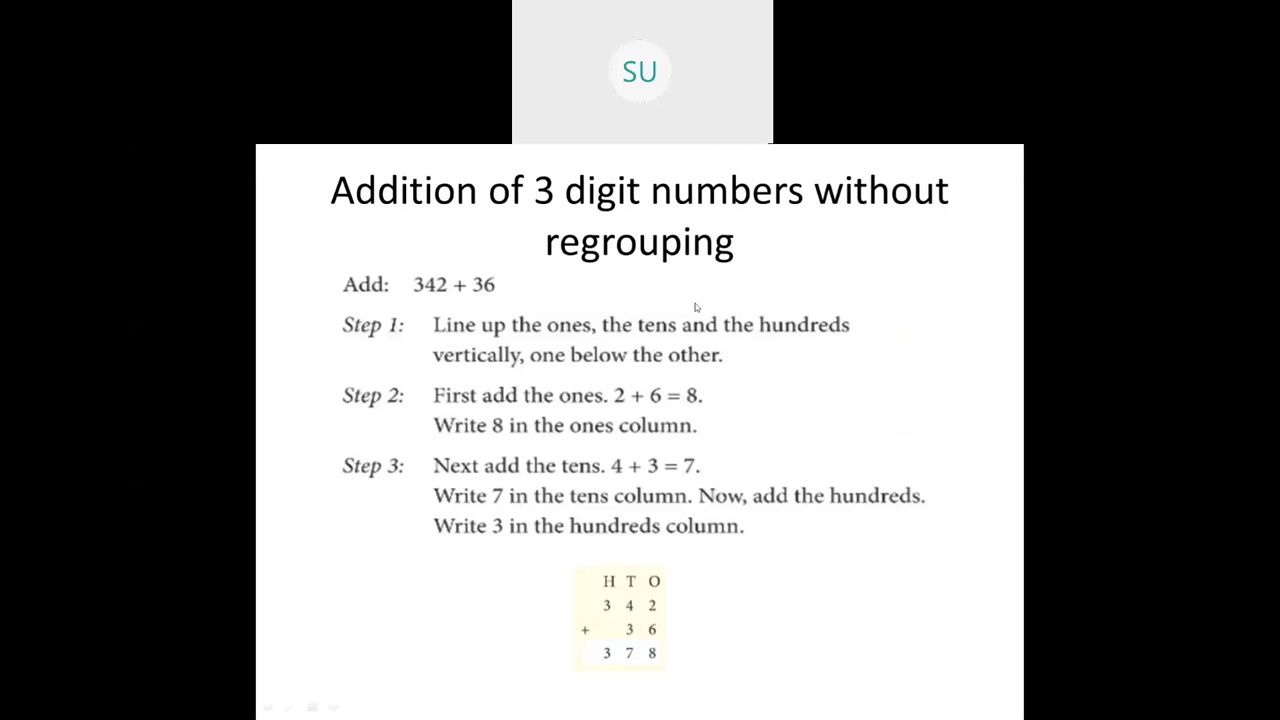 SU
Addition of 3 digit numbers without
regrouping
Add: 342 + 36
Step 1: Line up the ones, the tens and the hundreds
vertically, one below the other.
Step 2: First add the ones. 2 + 6 = 8.
Write 8 in the ones column.
Step 3: Next add the tens. 4 + 3 = 7.
Write 7 in the tens column. Now, add the hundreds.
Write 3 in the hundreds column.
H T O
3 4 2
+ 3 6
3 7 8